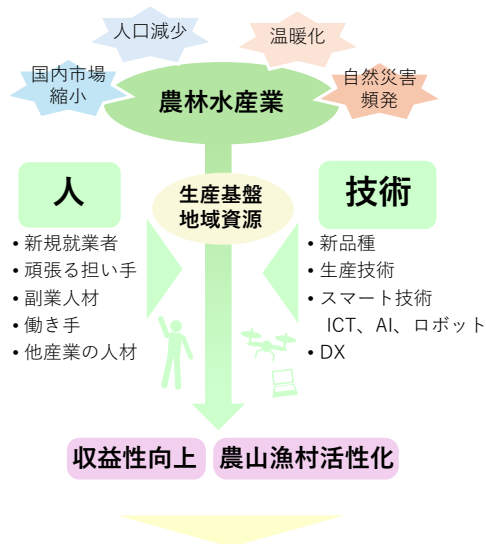 人口減少
温暖化
国内市場
縮小
自然災害
頻発
農林水産業
人
生産基盤
地域資源
技術
• 新規就業者
• 頑張る担い手
• 副業人材
• 働き手
• 他産業の人材
• 新品種
• 生産技術
• スマート技術
ICT、AI、ロボット
• DX
収益性向上
農山漁村活性化